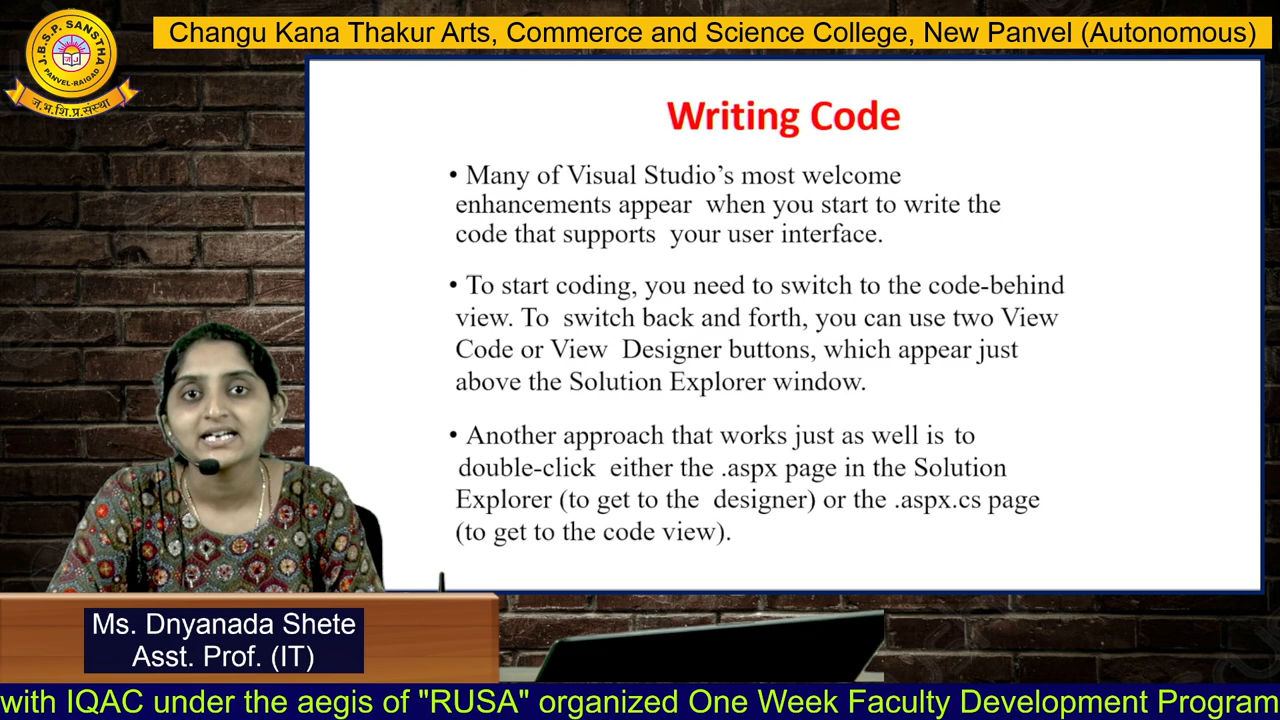 J.B.S.P. SANSTHA
PANVEL-RAIGAD
ज.भ.शि.प्र.संस्था
Changu Kana Thakur Arts, Commerce and Science College, New Panvel (Autonomous)
Writing Code
• Many of Visual Studio’s most welcome
enhancements appear when you start to write the
code that supports your user interface.
• To start coding, you need to switch to the code-behind
view. To switch back and forth, you can use two View
Code or View Designer buttons, which appear just
above the Solution Explorer window.
• Another approach that works just as well is to
double-click either the .aspx page in the Solution
Explorer (to get to the designer) or the .aspx.cs page
(to get to the code view).
Ms. Dnyanada Shete
Asst. Prof. (IT)
with IQAC under the aegis of "RUSA" organized One Week Faculty Development Program